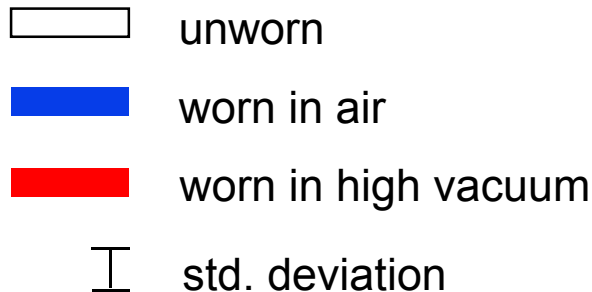 unworn
worn in air
worn in high vacuum
std. deviation